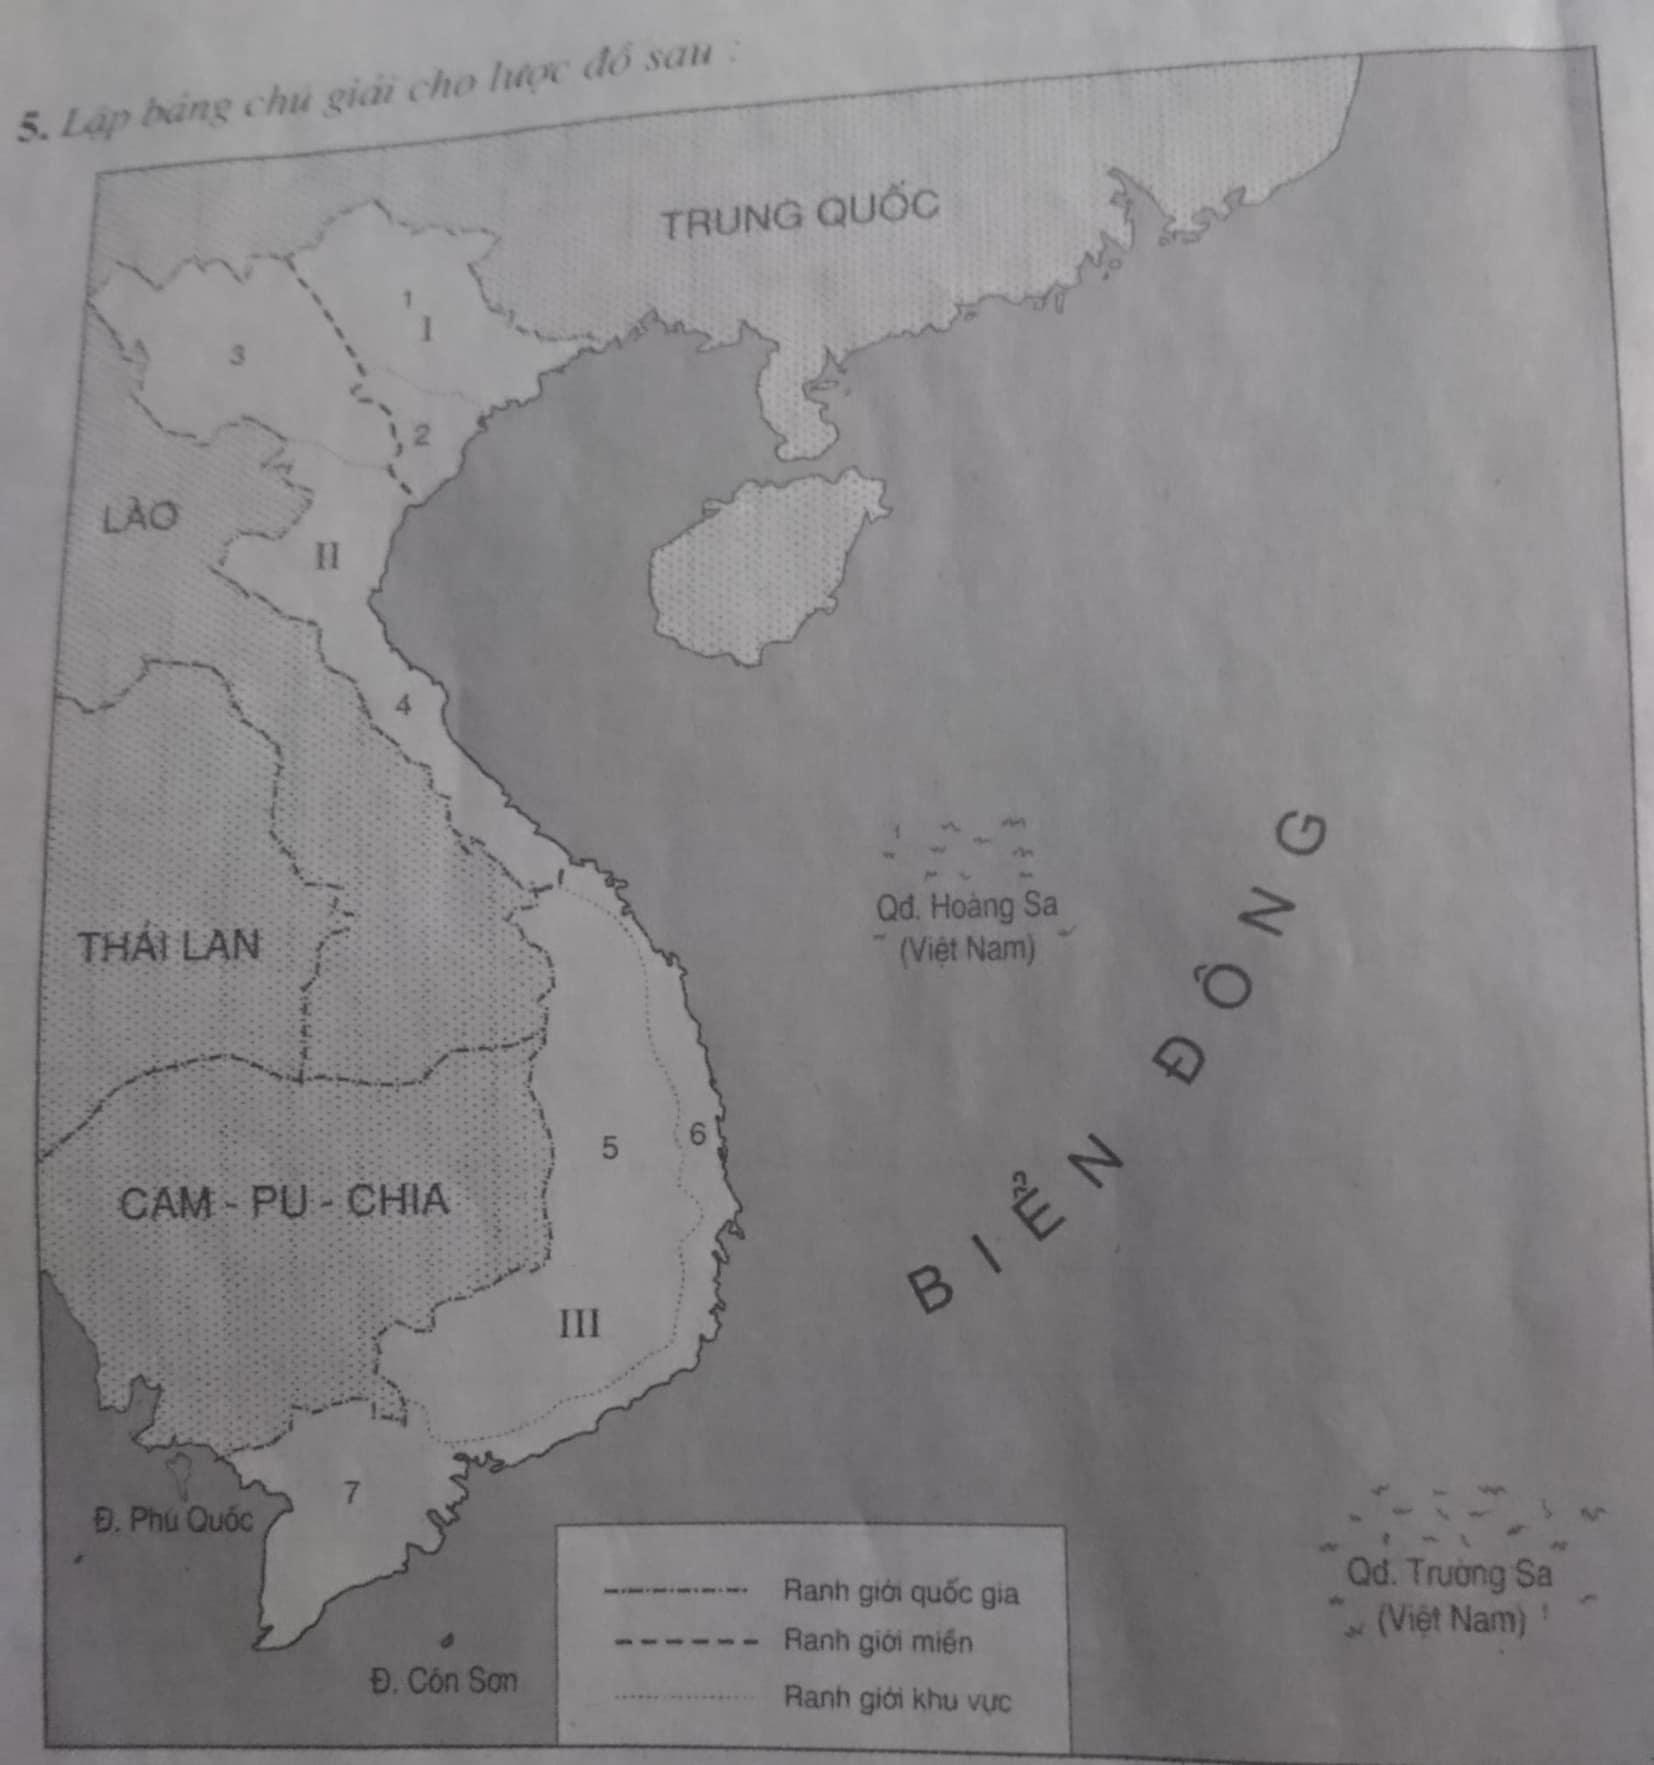 5. Lập bảng chú giải cho lược đồ sau :
TRUNG QUỐC
1
I
3
2
LÀO
II
4
Qđ. Hoàng Sa
(Việt Nam)
THÁI LAN
BIỂN ĐÔNG
5
6
CAM - PU - CHIA
III
7
Đ. Phú Quốc
Qđ. Trường Sa
(Việt Nam)
Đ. Côn Sơn
Ranh giới quốc gia
Ranh giới miền
Ranh giới khu vực